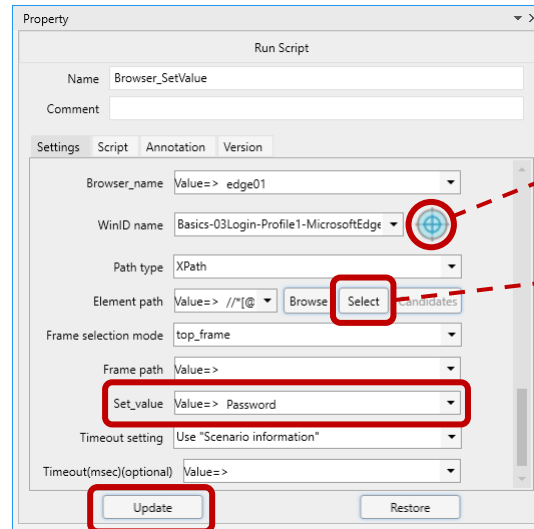 Property
Run Script
Name Browser_SetValue
Comment
Settings Script Annotation Version
Browser_name Value=> edge01
WinID name Basics-03Login-Profile1-MicrosoftEdge
Path type XPath
Element path Value=> //*[@ Browse Select Candidates
Frame selection mode top_frame
Frame path Value=>
Set_value Value=> Password
Timeout setting Use "Scenario information"
Timeout(msec)(optional) Value=>
Update Restore